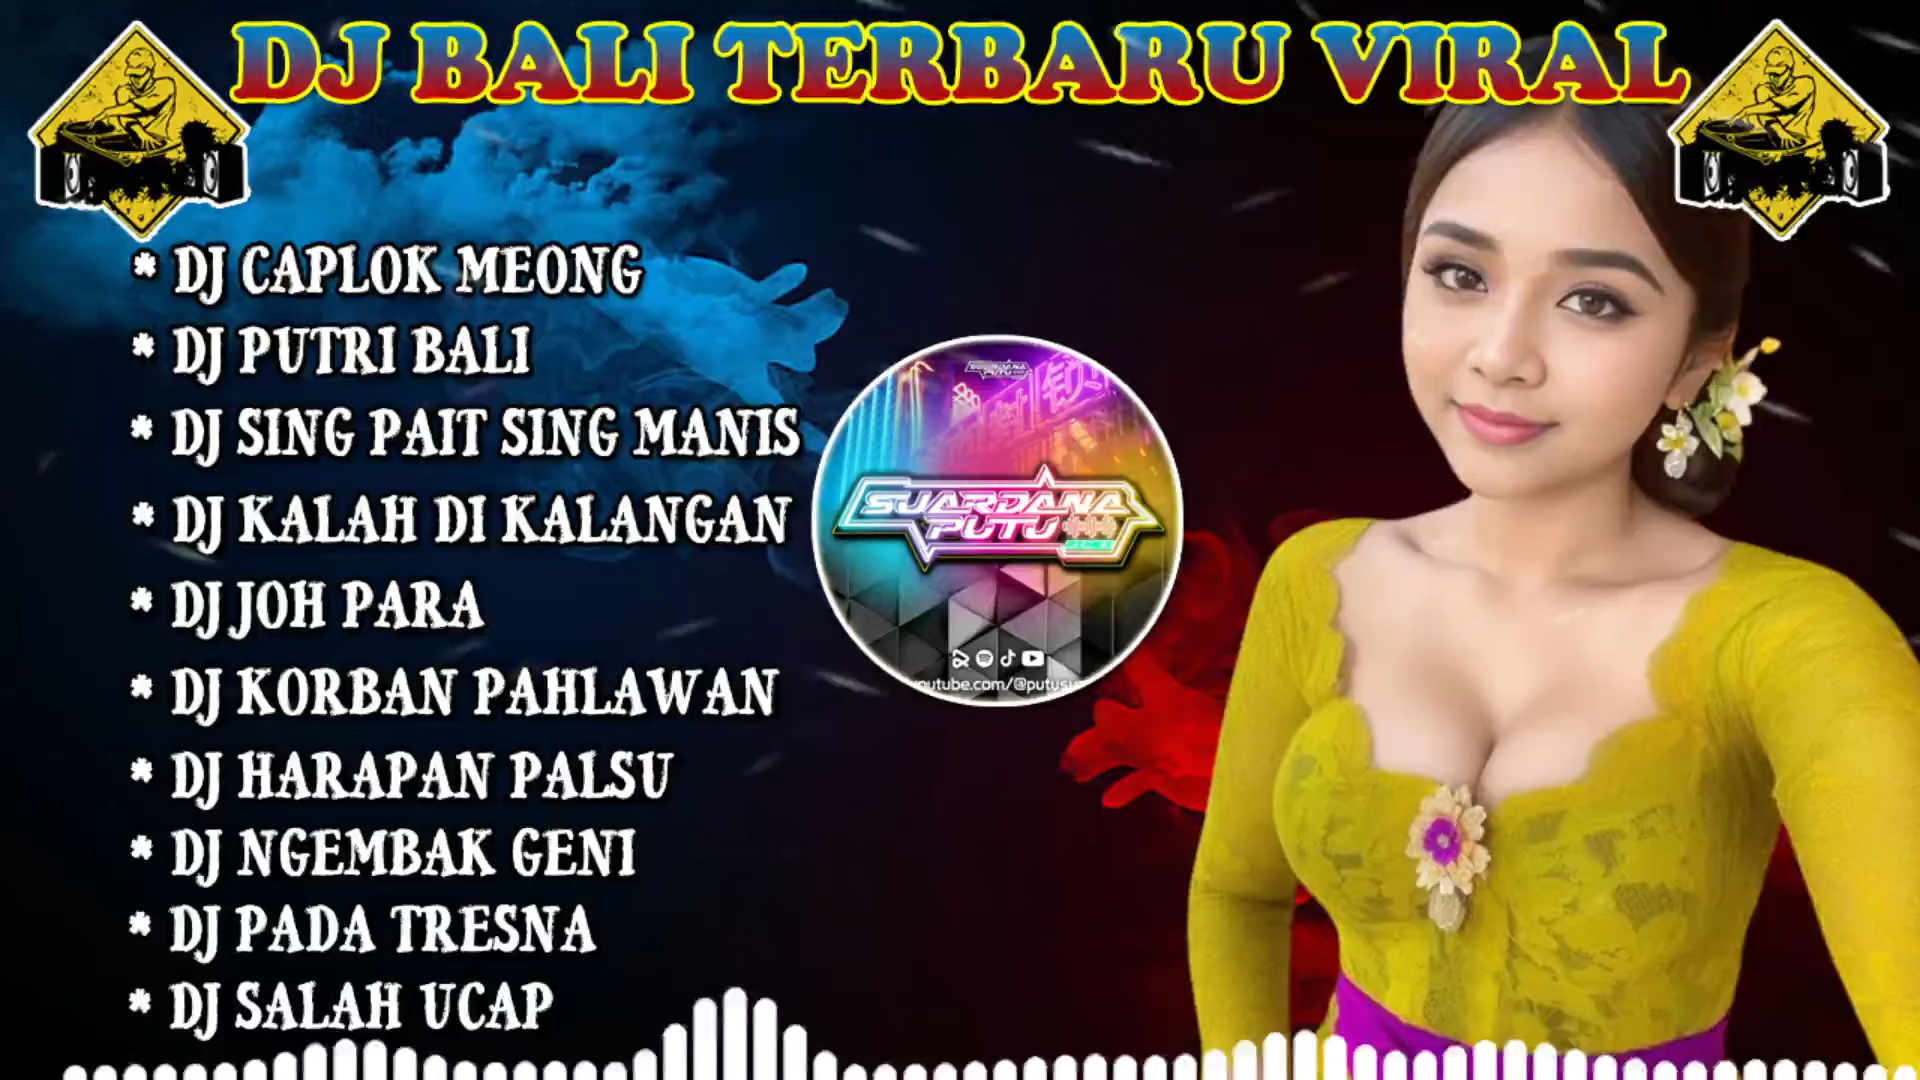 DJ BALI TERBARU VIRAL
* DJ CAPLOK MEONG
* DJ PUTRI BALI
* DJ SING PAIT SING MANIS
* DJ KALAH DI KALANGAN
* DJ JOH PARA
* DJ KORBAN PAHLAWAN
* DJ HARAPAN PALSU
* DJ NGEMBAK GENI
* DJ PADA TRESNA
* DJ SALAH UCAP
SUARDANA
PUTU
SUARDANA
PUTU